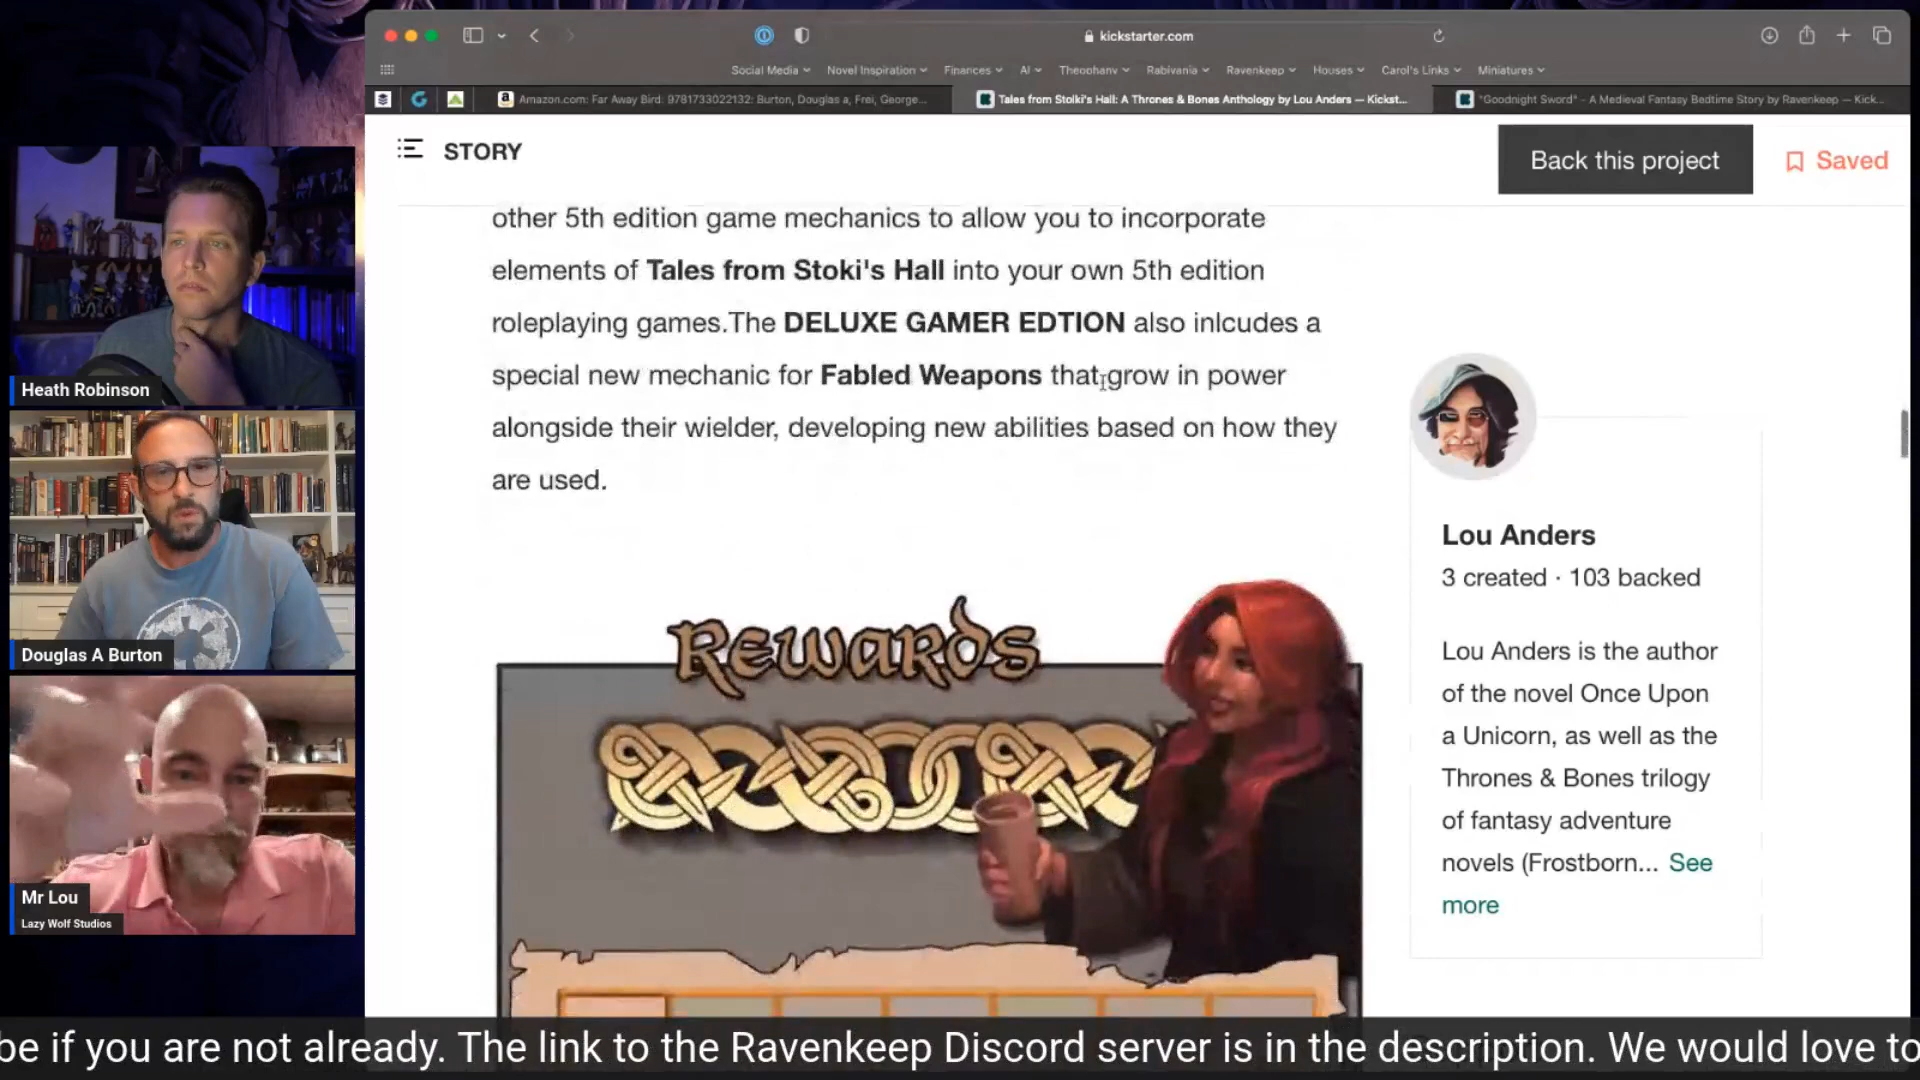 kickstarter.com
Social Media Novel Inspiration Finances AI Theophany Rabivania Ravenkeep Houses Carol's Links Miniatures
Amazon.com: Far Away Bird: 9781733022132: Burton, Douglas a, Frei, George...
Tales from Stolki's Hall: A Thrones & Bones Anthology by Lou Anders — Kickst...
"Goodnight Sword" - A Medieval Fantasy Bedtime Story by Ravenkeep — Kick...
STORY
Back this project
Saved
other 5th edition game mechanics to allow you to incorporate
elements of Tales from Stoki's Hall into your own 5th edition
roleplaying games.The DELUXE GAMER EDTION also inlcudes a
special new mechanic for Fabled Weapons that grow in power
alongside their wielder, developing new abilities based on how they
are used.
REWARDS
Lou Anders
3 created · 103 backed
Lou Anders is the author
of the novel Once Upon
a Unicorn, as well as the
Thrones & Bones trilogy
of fantasy adventure
novels (Frostborn... See
more
Heath Robinson
Douglas A Burton
Mr Lou
Lazy Wolf Studios
be if you are not already. The link to the Ravenkeep Discord server is in the description. We would love to